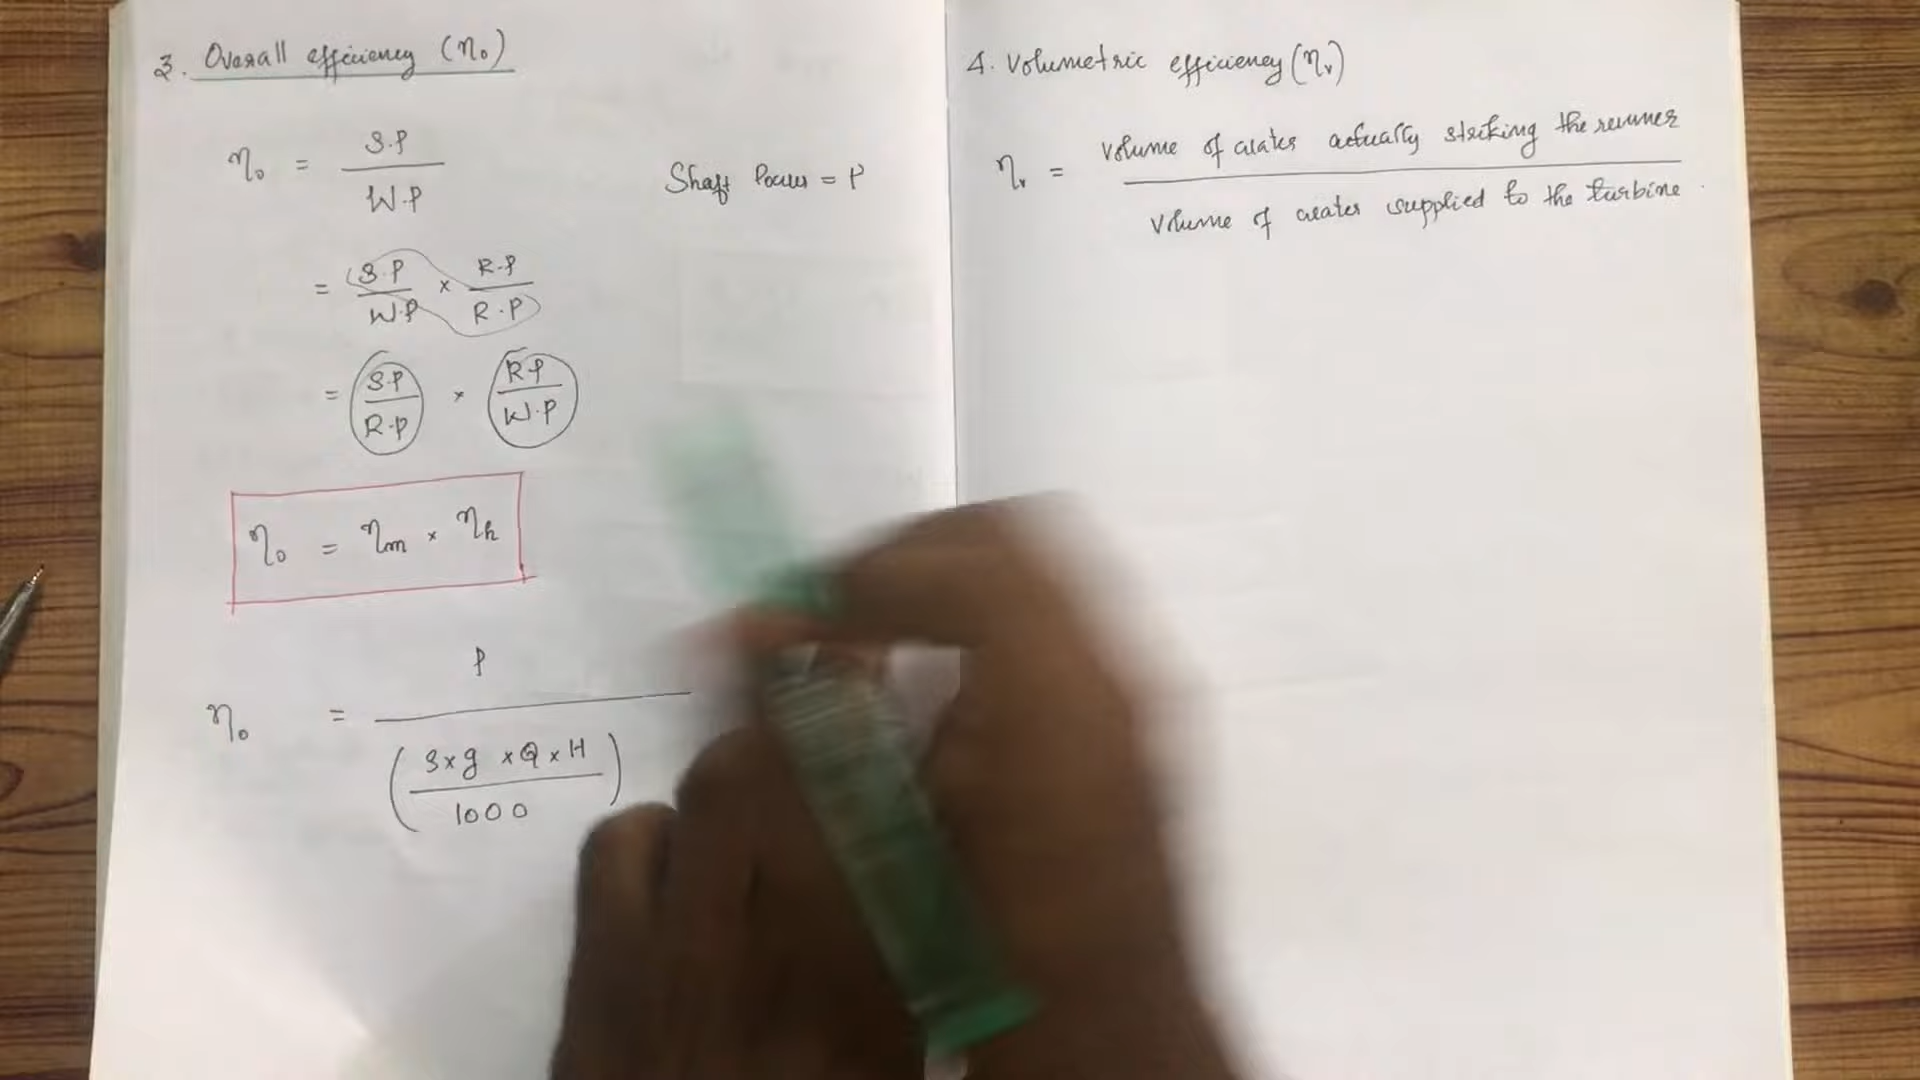 3. Overall efficiency (η₀)
η₀ = S.P / W.P
Shaft Power = P
= S.P / W.P × R.P / R.P
= S.P / R.P × R.P / W.P
η₀ = ηm × ηh
η₀ = P / (ρ×g×Q×H / 1000)
4. Volumetric efficiency (ηv)
ηv = Volume of water actually striking the runner / Volume of water supplied to the turbine.